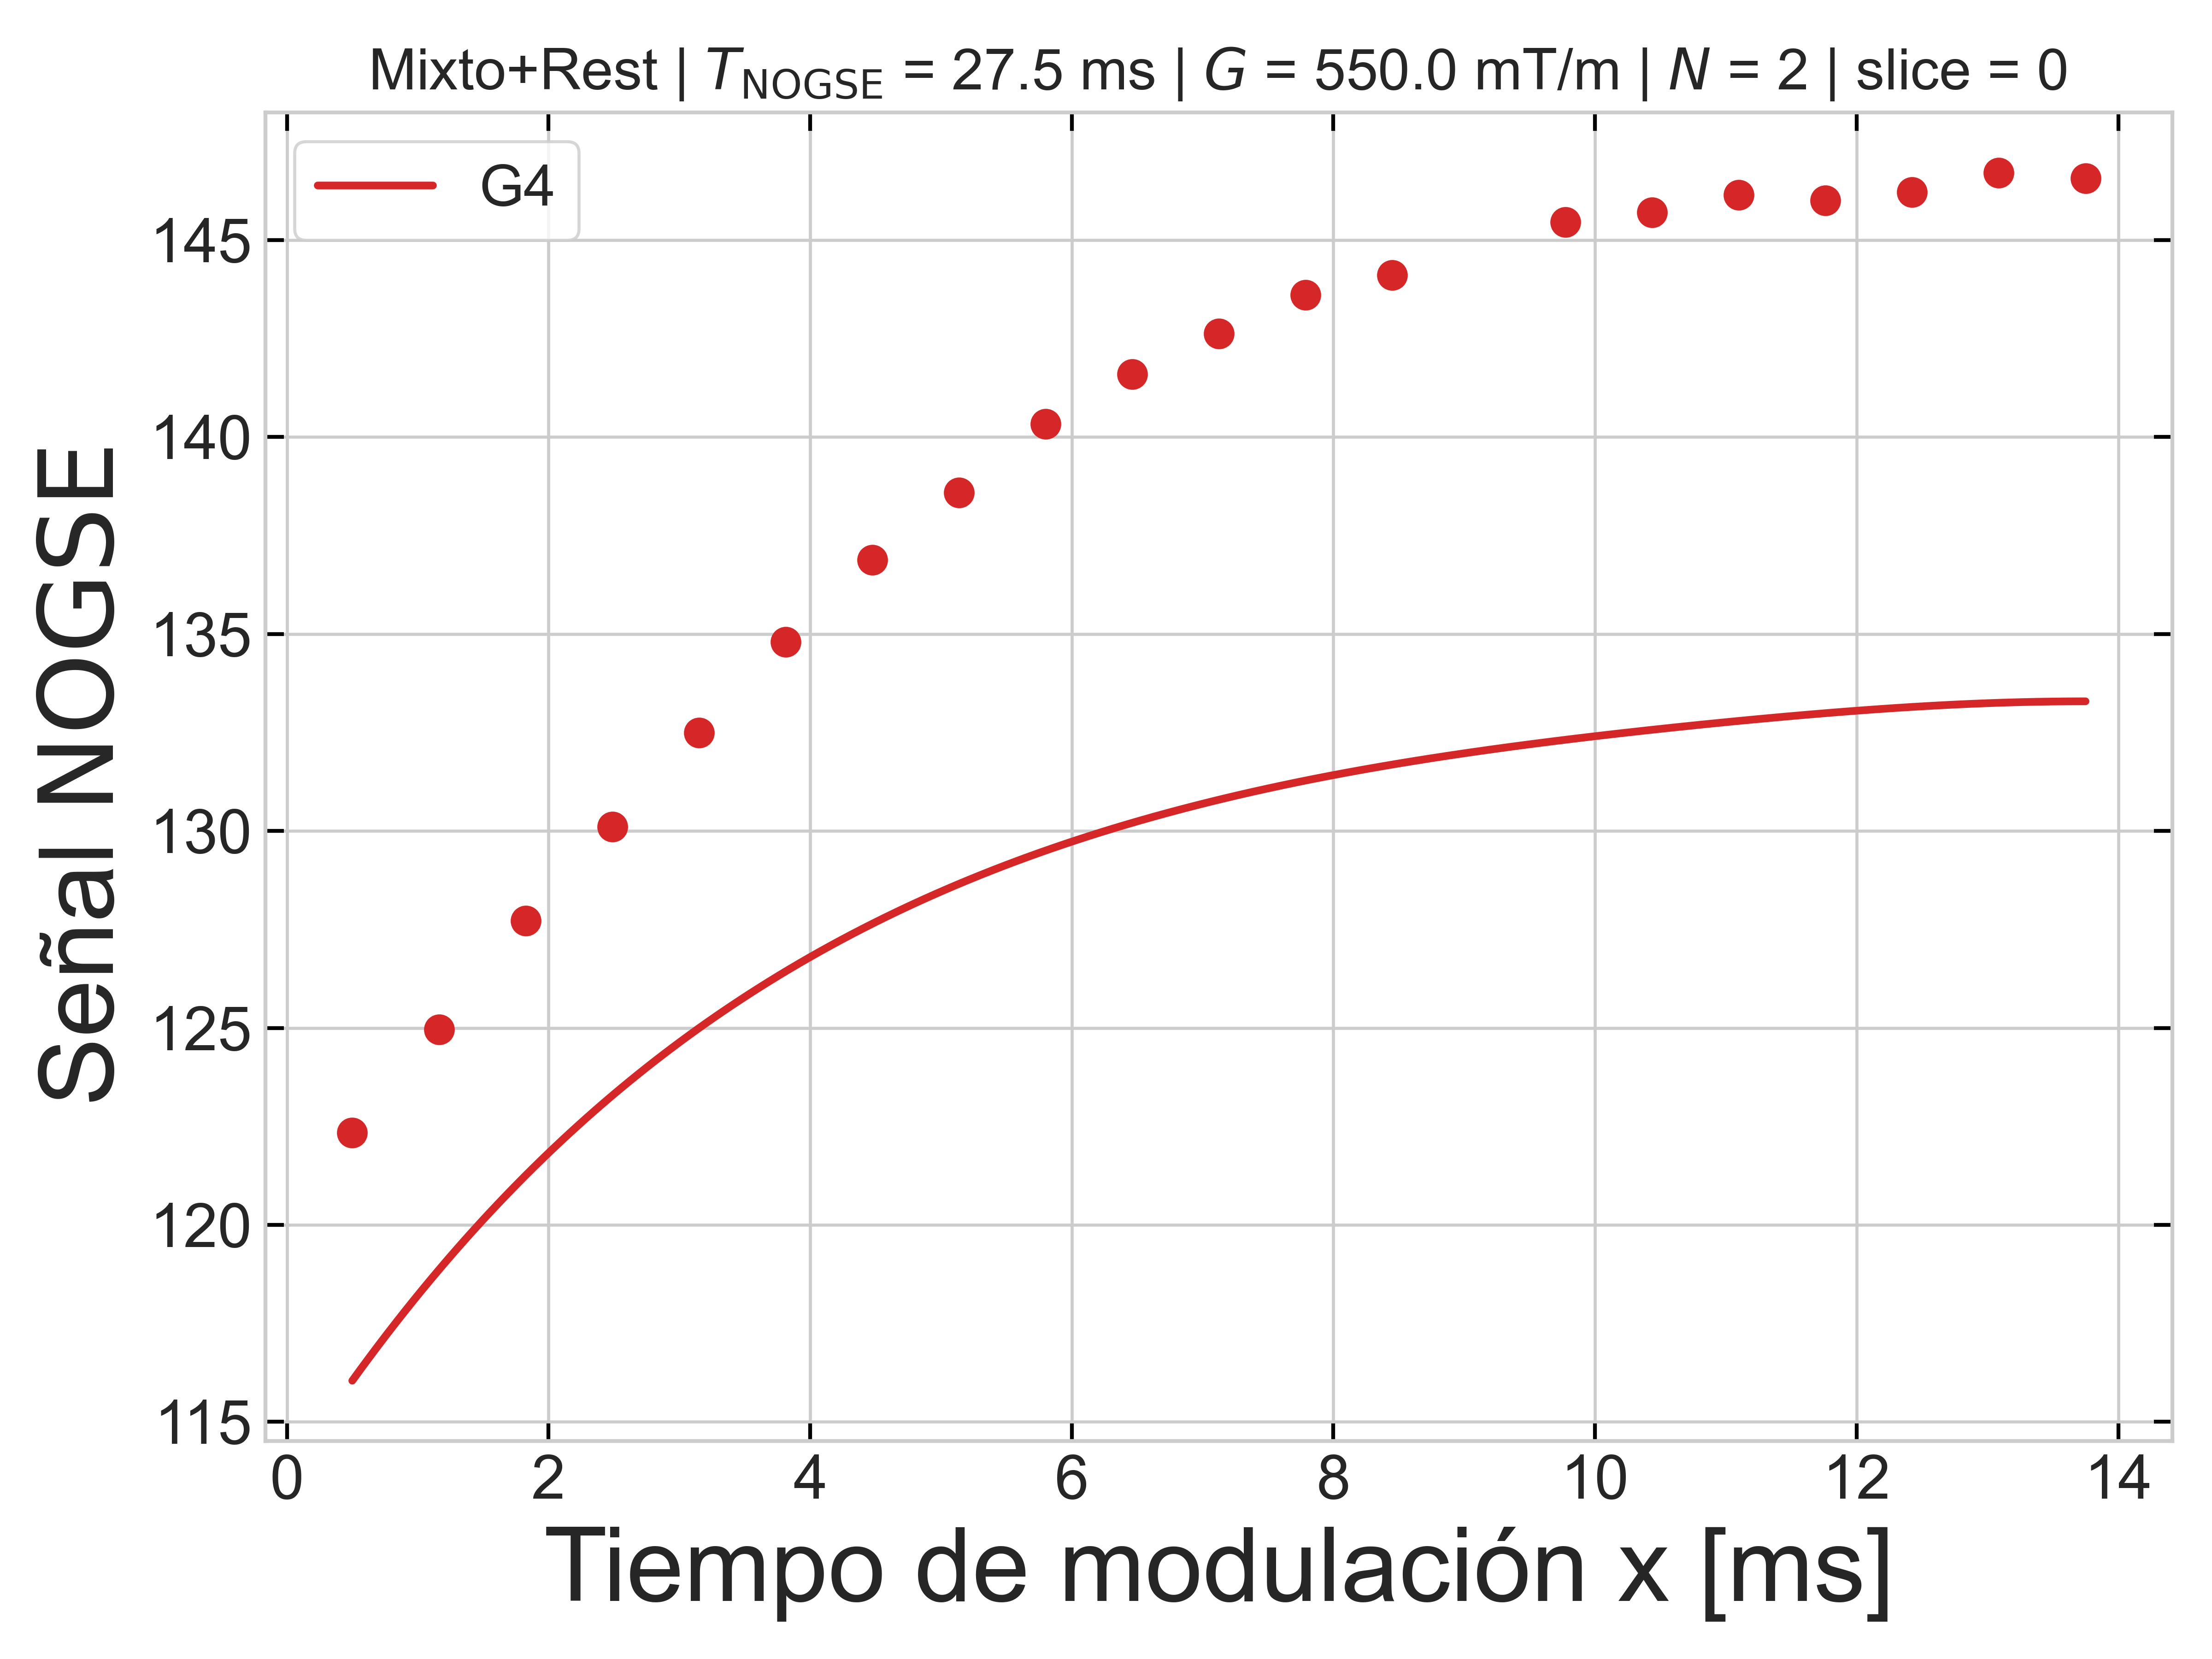 Mixto+Rest | T_NOGSE = 27.5 ms | G = 550.0 mT/m | N = 2 | slice = 0
G4
Señal NOGSE
145
140
135
130
125
120
115
0 2 4 6 8 10 12 14
Tiempo de modulación x [ms]